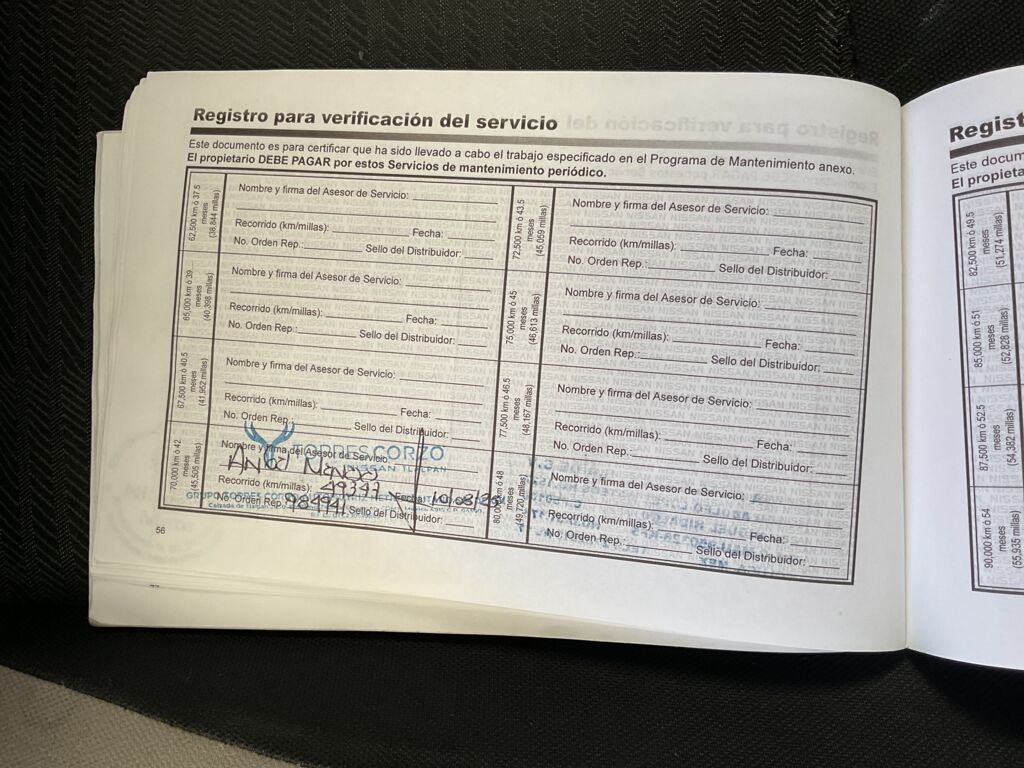 Registro para verificación del servicio
Este documento es para certificar que ha sido llevado a cabo el trabajo especificado en el Programa de Mantenimiento anexo.
El propietario DEBE PAGAR por estos Servicios de mantenimiento periódico.
62,500 km ó 37.5
meses
(38,844 millas)
Nombre y firma del Asesor de Servicio:
Recorrido (km/millas): Fecha:
No. Orden Rep.: Sello del Distribuidor:
65,000 km ó 39
meses
(40,398 millas)
Nombre y firma del Asesor de Servicio:
Recorrido (km/millas): Fecha:
No. Orden Rep.: Sello del Distribuidor:
67,500 km ó 40.5
meses
(41,952 millas)
Nombre y firma del Asesor de Servicio:
Recorrido (km/millas): Fecha:
No. Orden Rep.: Sello del Distribuidor:
70,000 km ó 42
meses
(45,505 millas)
TORRES CORZO
NISSAN TLALPAN
Nombre y firma del Asesor de Servicio:
Recorrido (km/millas): Fecha:
No. Orden Rep. Sello del Distribuidor:
72,500 km ó 43.5
meses
(45,059 millas)
Nombre y firma del Asesor de Servicio:
Recorrido (km/millas): Fecha:
No. Orden Rep.: Sello del Distribuidor:
75,000 km ó 45
meses
(46,613 millas)
Nombre y firma del Asesor de Servicio:
Recorrido (km/millas): Fecha:
No. Orden Rep.: Sello del Distribuidor:
77,500 km ó 46.5
meses
(48,167 millas)
Nombre y firma del Asesor de Servicio:
Recorrido (km/millas): Fecha:
No. Orden Rep.: Sello del Distribuidor:
80,000 km ó 48
meses
(49,720 millas)
Nombre y firma del Asesor de Servicio:
Recorrido (km/millas): Fecha:
No. Orden Rep.: Sello del Distribuidor:
56
Regist
Este docum
El propieta
82,500 km ó 49.5
meses
(51,274 millas)
85,000 km ó 51
meses
(52,828 millas)
87,500 km ó 52.5
meses
(54,382 millas)
90,000 km ó 54
meses
(55,935 millas)